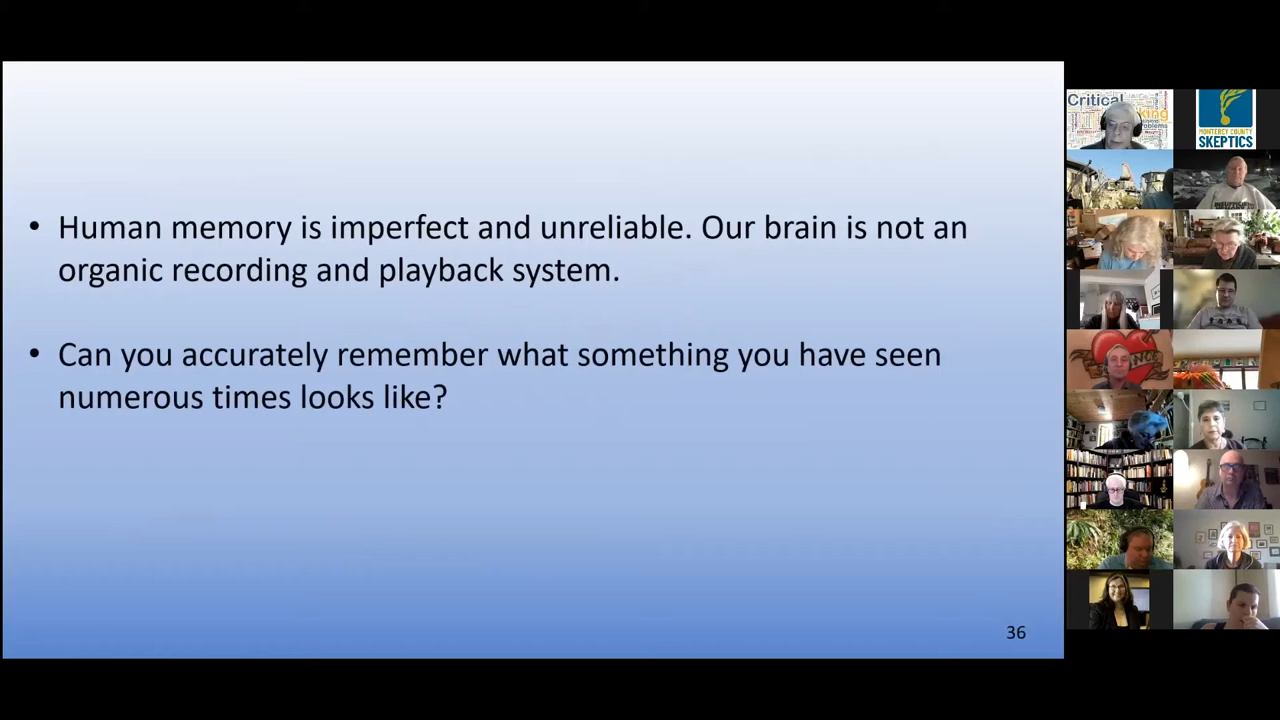 • Human memory is imperfect and unreliable. Our brain is not an
organic recording and playback system.
• Can you accurately remember what something you have seen
numerous times looks like?
36
Critical
MONTEREY COUNTY
SKEPTICS